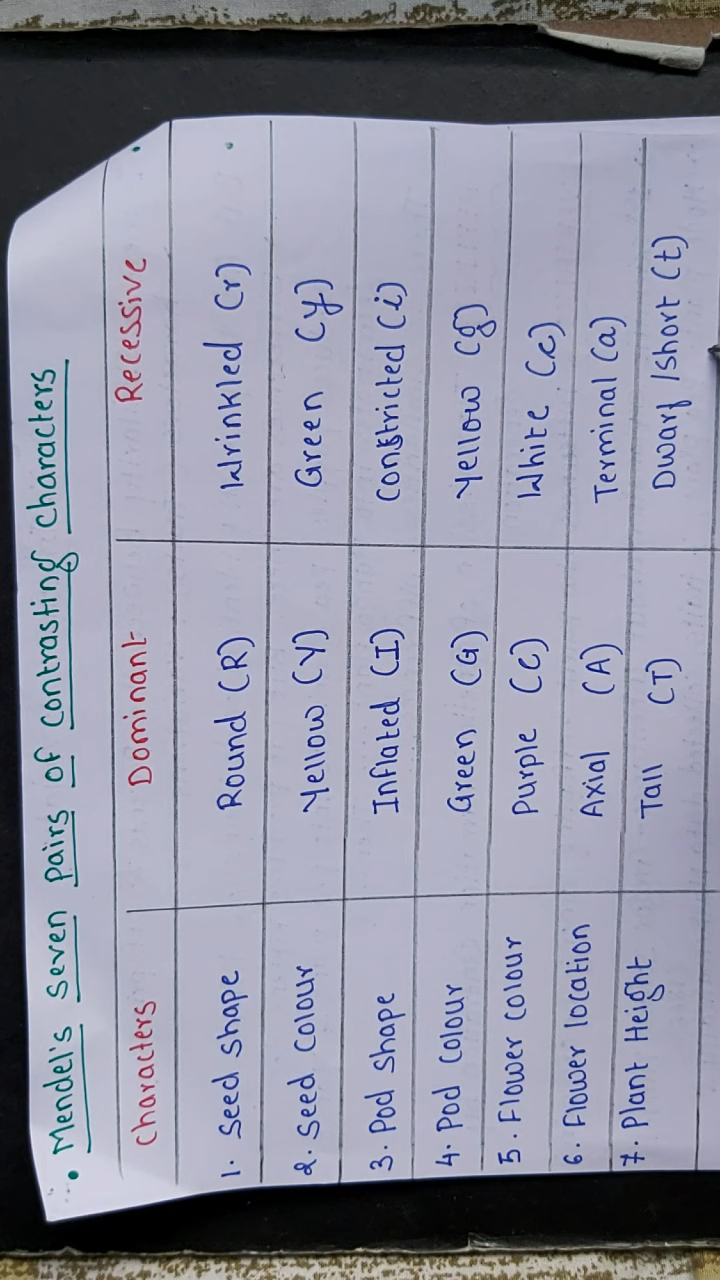 • Mendel's seven pairs of contrasting characters
Characters Dominant Recessive
1. Seed shape Round (R) Wrinkled (r)
2. Seed colour Yellow (Y) Green (y)
3. Pod shape Inflated (I) Constricted (i)
4. Pod colour Green (G) Yellow (g)
5. Flower colour Purple (C) White (c)
6. Flower location Axial (A) Terminal (a)
7. Plant Height Tall (T) Dwarf /short (t)